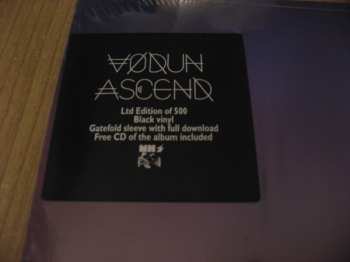 VØDUN
ASCEND
Ltd Edition of 500
Black vinyl
Gatefold sleeve with full download
Free CD of the album included